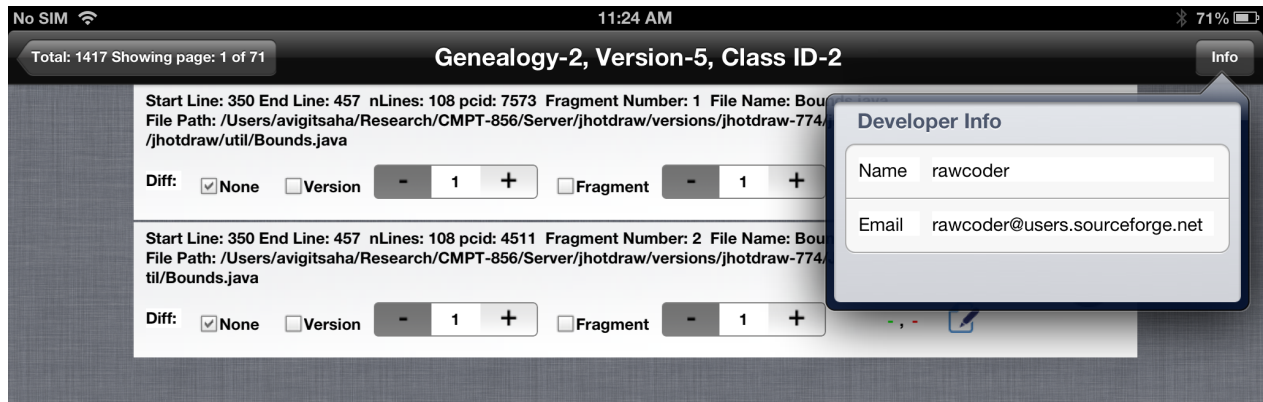 No SIM 11:24 AM 71%
Total: 1417 Showing page: 1 of 71 Genealogy-2, Version-5, Class ID-2 Info
Start Line: 350 End Line: 457 nLines: 108 pcid: 7573 Fragment Number: 1 File Name: Bounds.java
File Path: /Users/avigitsaha/Research/CMPT-856/Server/jhotdraw/versions/jhotdraw-774/
/jhotdraw/util/Bounds.java
Diff: None Version - 1 + Fragment - 1 +
Start Line: 350 End Line: 457 nLines: 108 pcid: 4511 Fragment Number: 2 File Name: Bou
File Path: /Users/avigitsaha/Research/CMPT-856/Server/jhotdraw/versions/jhotdraw-774/
til/Bounds.java
Diff: None Version - 1 + Fragment - 1 + - , -
Developer Info
Name rawcoder
Email rawcoder@users.sourceforge.net